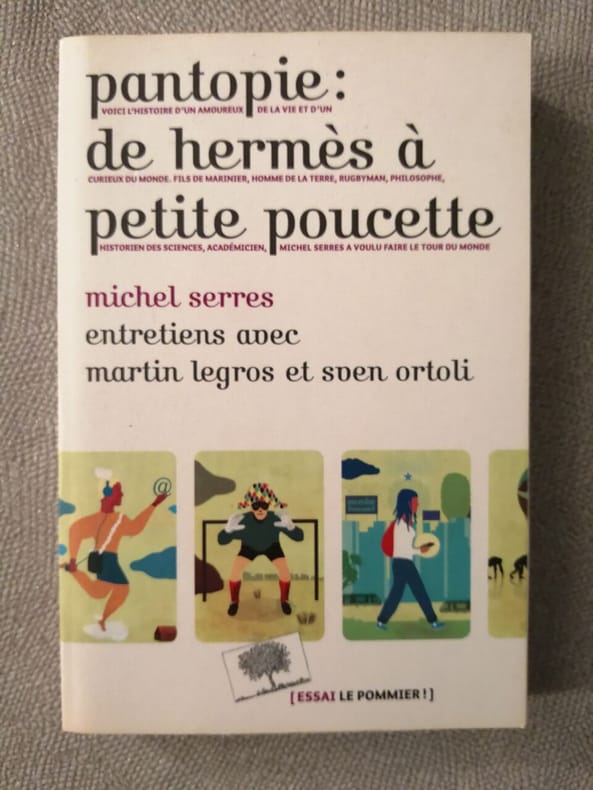 pantopie :
VOICI L'HISTOIRE D'UN AMOUREUX DE LA VIE ET D'UN
de hermès à
CURIEUX DU MONDE. FILS DE MARINIER, HOMME DE LA TERRE, RUGBYMAN, PHILOSOPHE,
petite poucette
HISTORIEN DES SCIENCES, ACADÉMICIEN, MICHEL SERRES A VOULU FAIRE LE TOUR DU MONDE
michel serres
entretiens avec
martin legros et sven ortoli
@
[ESSAI LE POMMIER !]